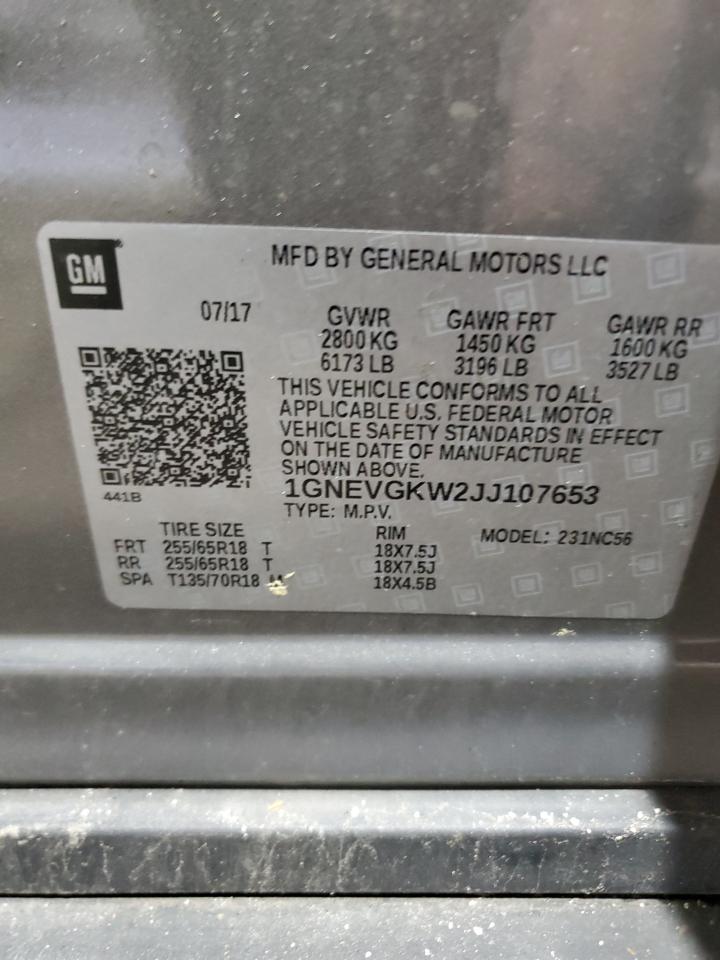 GM
MFD BY GENERAL MOTORS LLC
07/17
GVWR GAWR FRT GAWR RR
2800 KG 1450 KG 1600 KG
6173 LB 3196 LB 3527 LB
THIS VEHICLE CONFORMS TO ALL
APPLICABLE U.S. FEDERAL MOTOR
VEHICLE SAFETY STANDARDS IN EFFECT
ON THE DATE OF MANUFACTURE
SHOWN ABOVE.
441B
1GNEVGKW2JJ107653
TYPE: M.P.V.
TIRE SIZE RIM MODEL: 231NC56
FRT 255/65R18 T 18X7.5J
RR 255/65R18 T 18X7.5J
SPA T135/70R18 18X4.5B